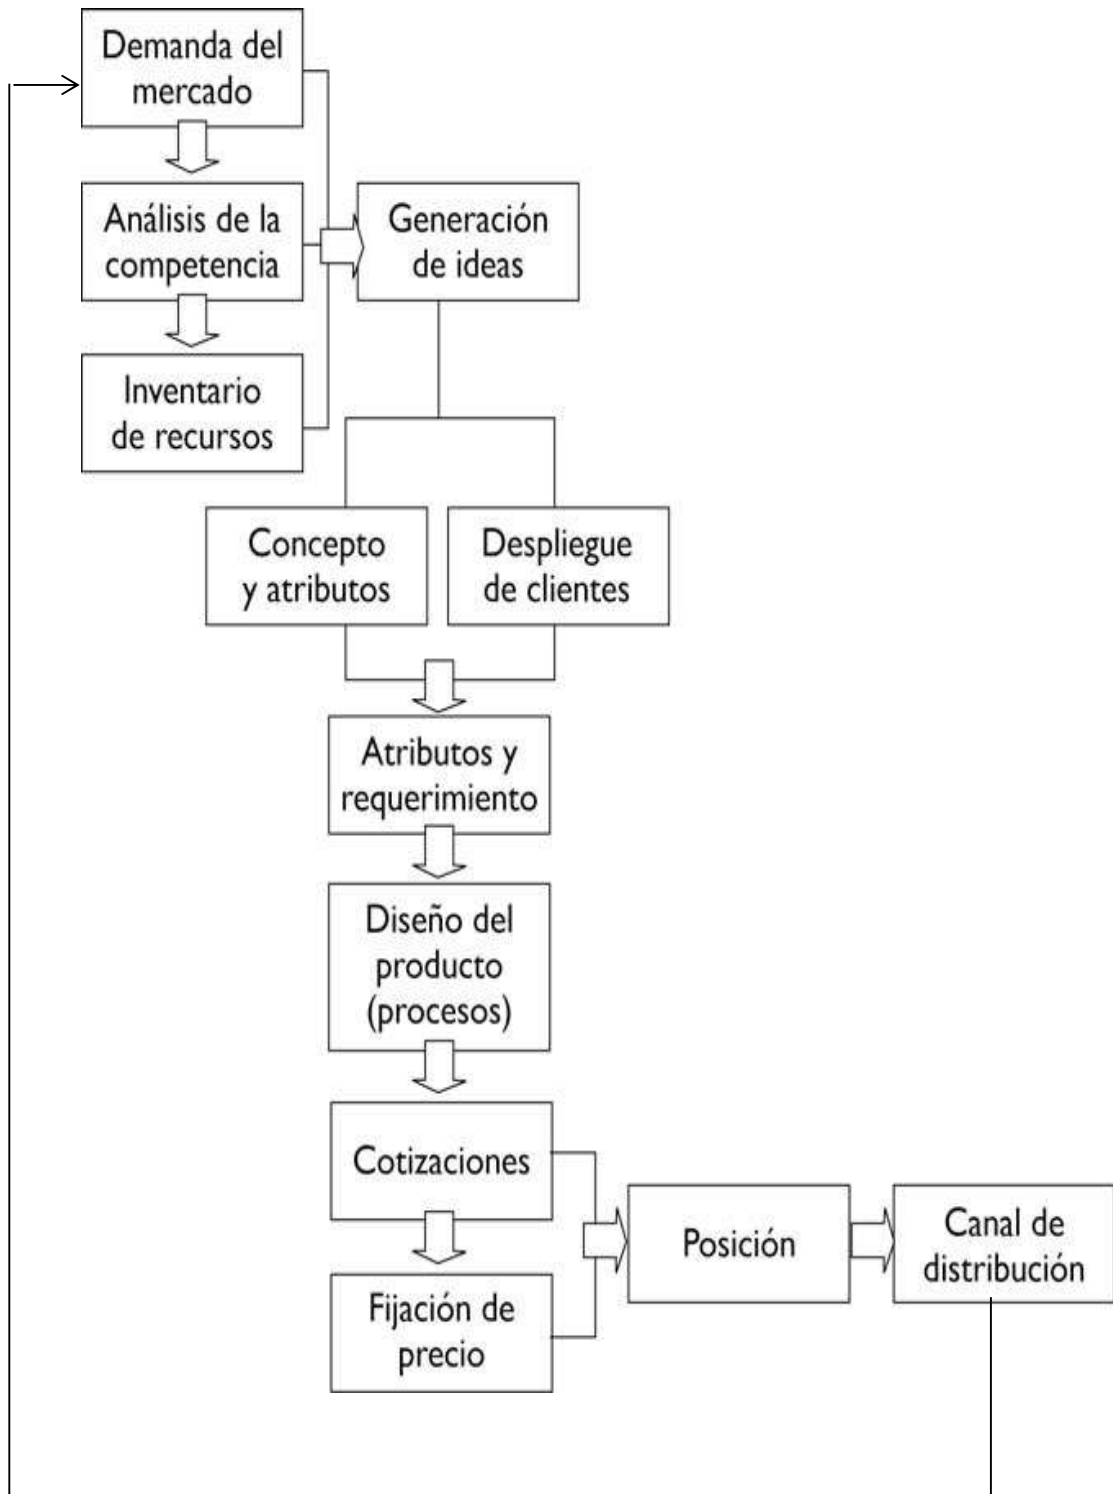 Demanda del
mercado
Análisis de la
competencia
Generación
de ideas
Inventario
de recursos
Concepto
y atributos
Despliegue
de clientes
Atributos y
requerimiento
Diseño del
producto
(procesos)
Cotizaciones
Posición
Canal de
distribución
Fijación de
precio